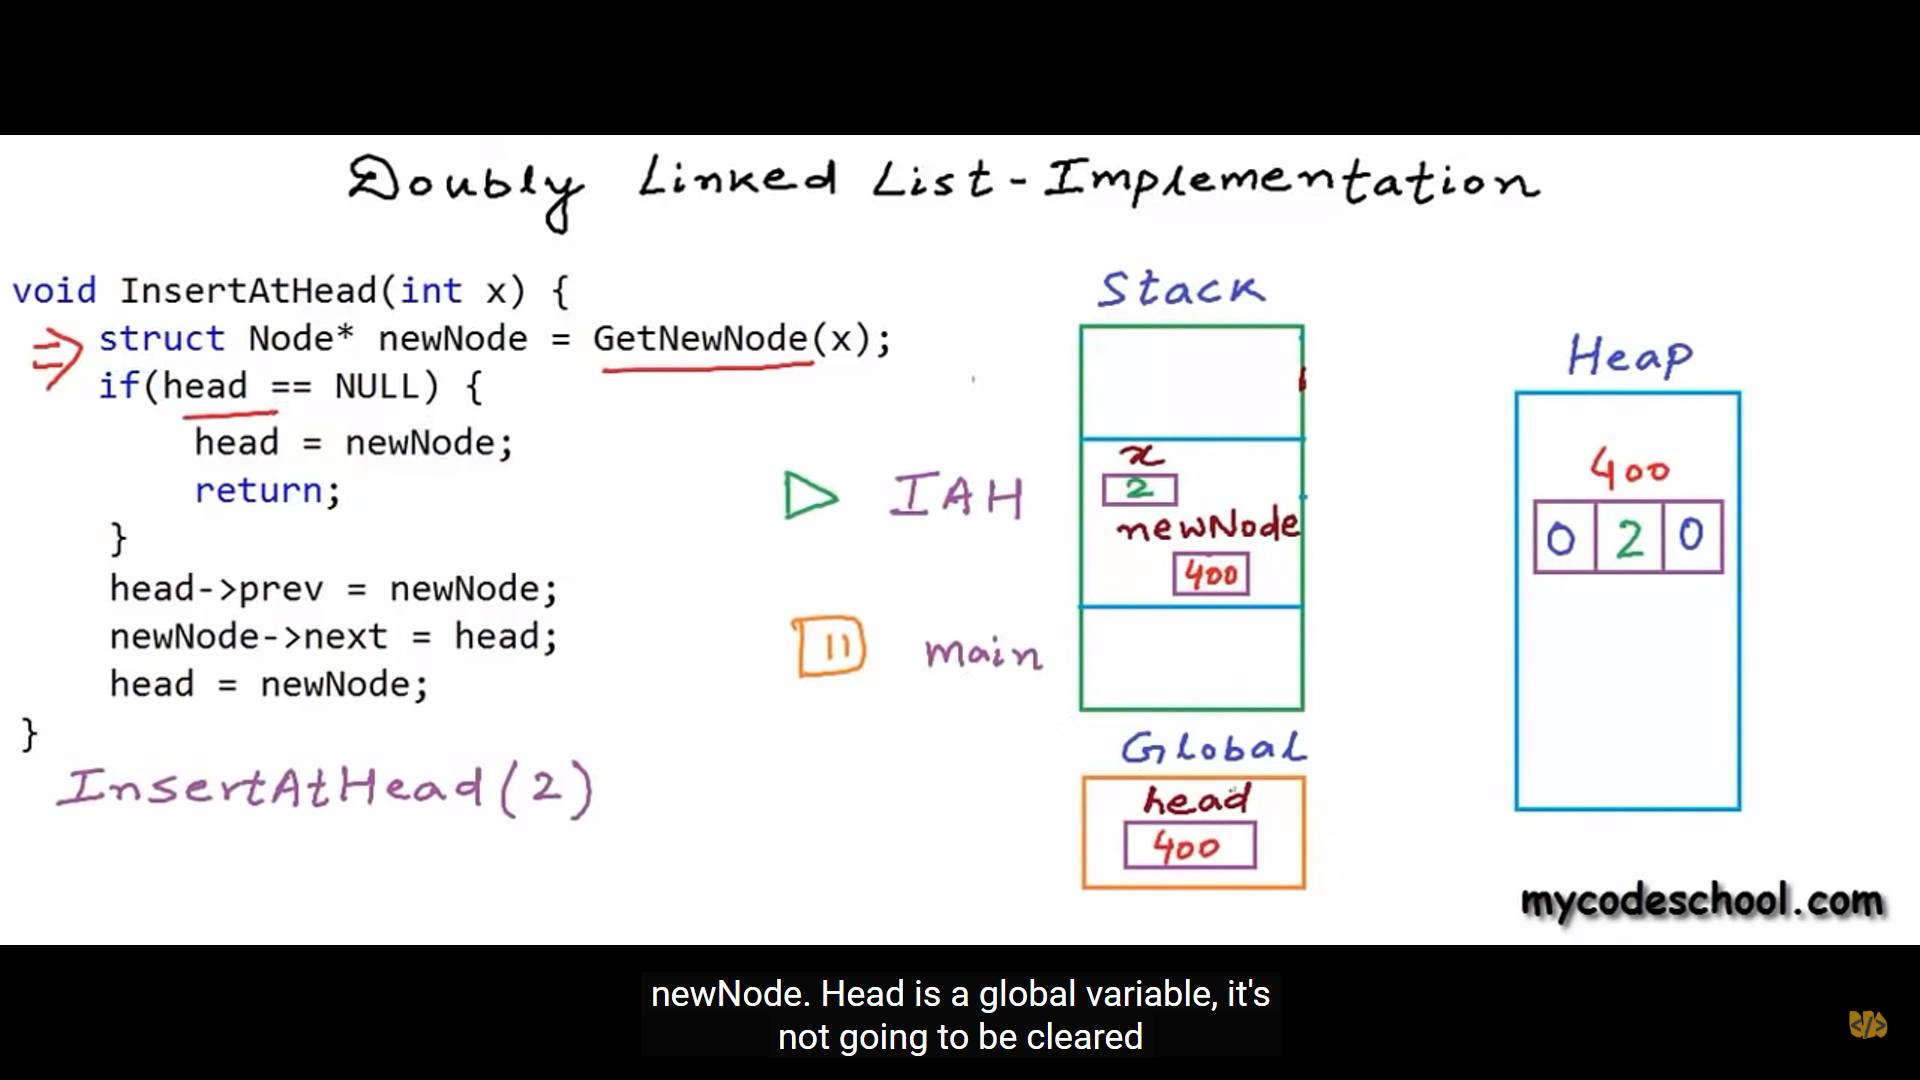 Doubly Linked List - Implementation
void InsertAtHead(int x) {
struct Node* newNode = GetNewNode(x);
if(head == NULL) {
head = newNode;
return;
}
head->prev = newNode;
newNode->next = head;
head = newNode;
}
InsertAtHead(2)
Stack
x
2
IAH
newNode
400
main
Global
head
400
Heap
400
0 2 0
mycodeschool.com
newNode. Head is a global variable, it's
not going to be cleared